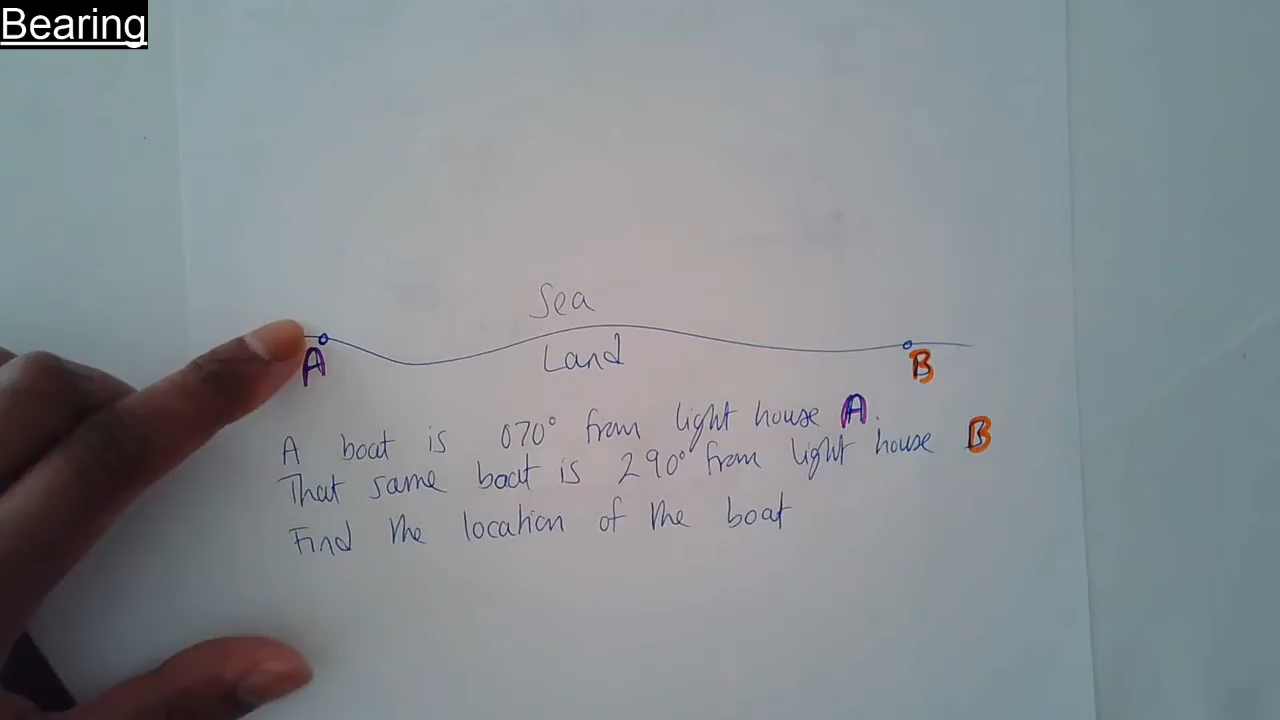 Bearing
Sea
Land
A
B
A boat is 070° from light house A.
That same boat is 290° from light house B
Find the location of the boat